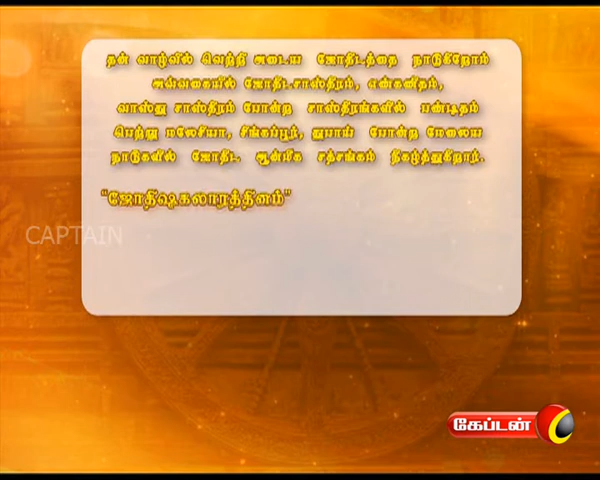 தன் வாழ்வில் வெற்றி அடைய ஜோதிடத்தை நாடுகிறோம்
அவ்வகையில் ஜோதிடசாஸ்திரம், எண்கணிதம்,
வாஸ்து சாஸ்திரம் போன்ற சாஸ்திரங்களில் பண்டிதம்
பெற்று மலேசியா, சிங்கப்பூர், துபாய் போன்ற மேலைய
நாடுகளில் ஜோதிட ஆன்மீக சத்சங்கம் நிகழ்த்துகிறார்.
"ஜோதிஷகலாரத்தினம்"
CAPTAIN
கேப்டன்